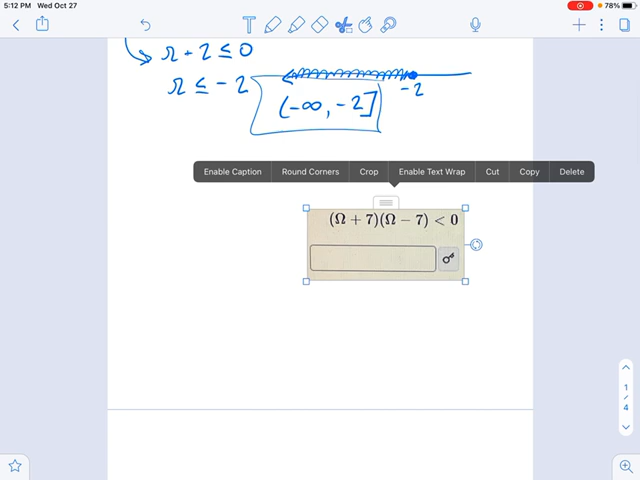 5:12 PM Wed Oct 27
78%
r + 2 ≤ 0
r ≤ - 2
(-∞, -2]
-2
Enable Caption Round Corners Crop Enable Text Wrap Cut Copy Delete
(Ω + 7)(Ω − 7) < 0
1
/
4